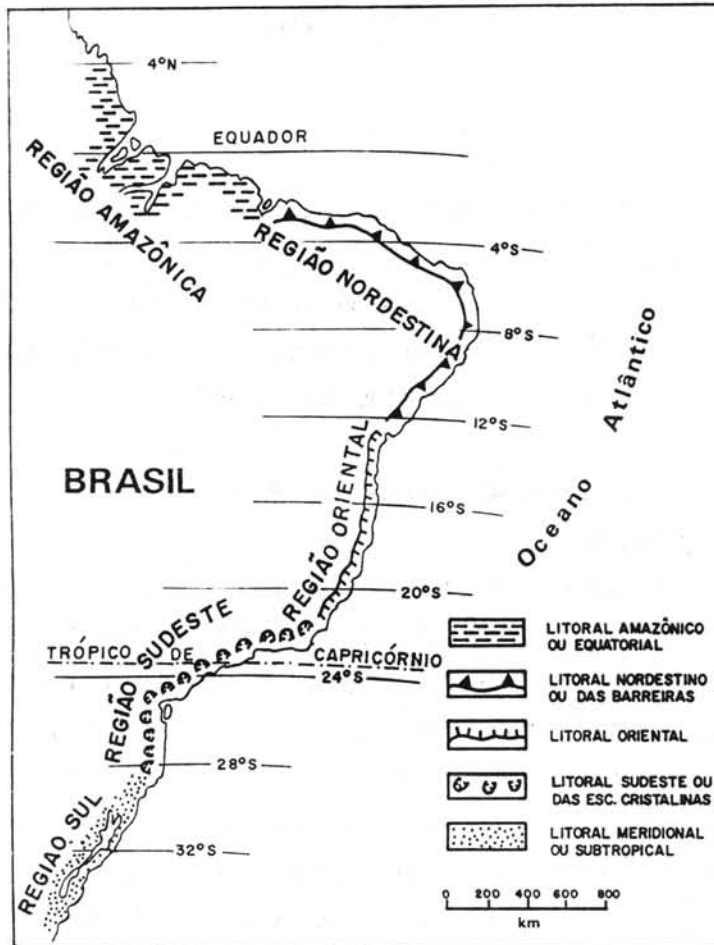 4°N
EQUADOR
REGIÃO AMAZÔNICA
REGIÃO NORDESTINA
4°S
8°S
Atlântico
Oceano
12°S
REGIÃO ORIENTAL
BRASIL
16°S
20°S
REGIÃO SUDESTE
TRÓPICO DE CAPRICÓRNIO
24°S
28°S
REGIÃO SUL
32°S
LITORAL AMAZÔNICO
OU EQUATORIAL
LITORAL NORDESTINO
OU DAS BARREIRAS
LITORAL ORIENTAL
LITORAL SUDESTE OU
DAS ESC. CRISTALINAS
LITORAL MERIDIONAL
OU SUBTROPICAL
0 200 400 600 800
km